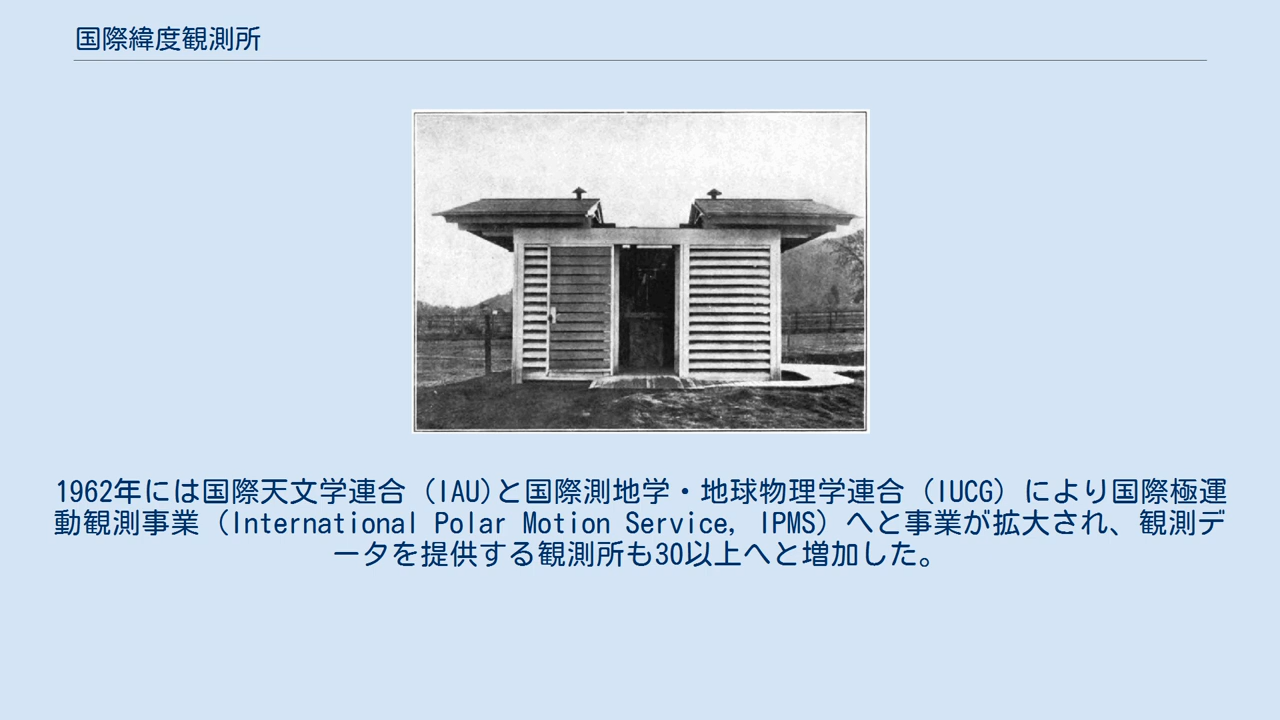 国際緯度観測所
1962年には国際天文学連合（IAU)と国際測地学・地球物理学連合（IUCG）により国際極運
動観測事業（International Polar Motion Service, IPMS）へと事業が拡大され、観測デ
ータを提供する観測所も30以上へと増加した。